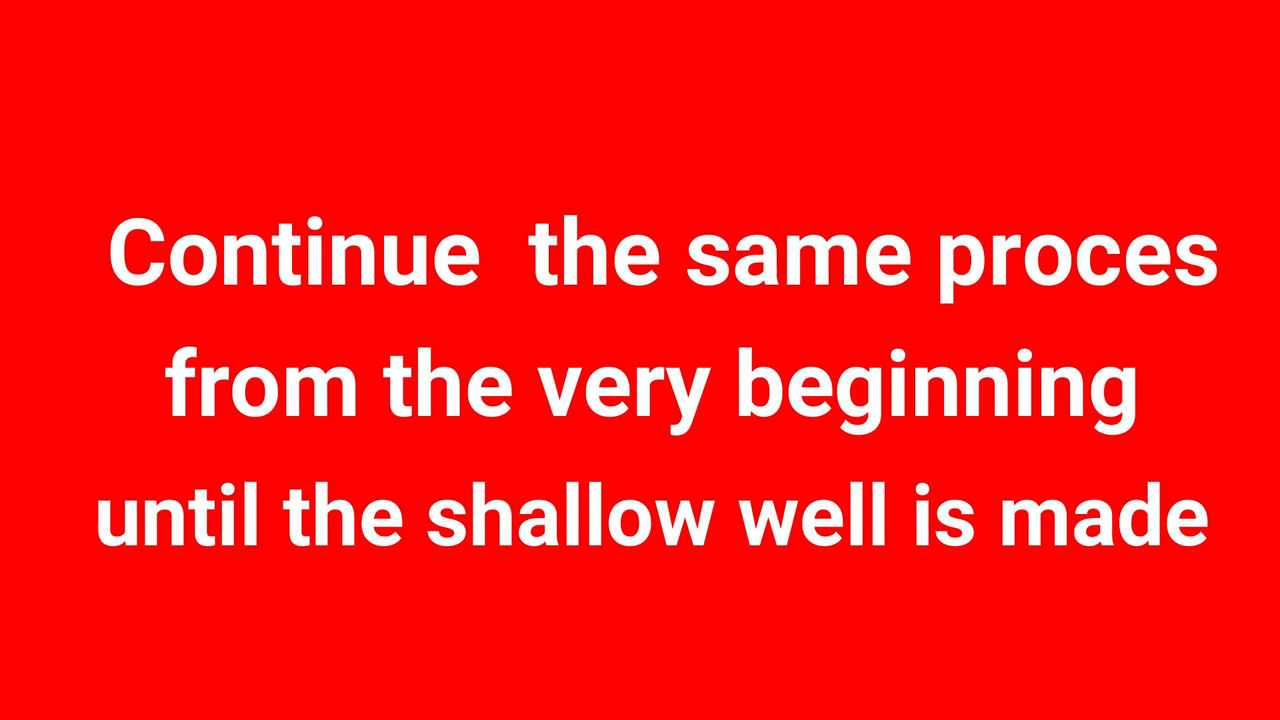 Continue  the same proces
from the very beginning
until the shallow well is made